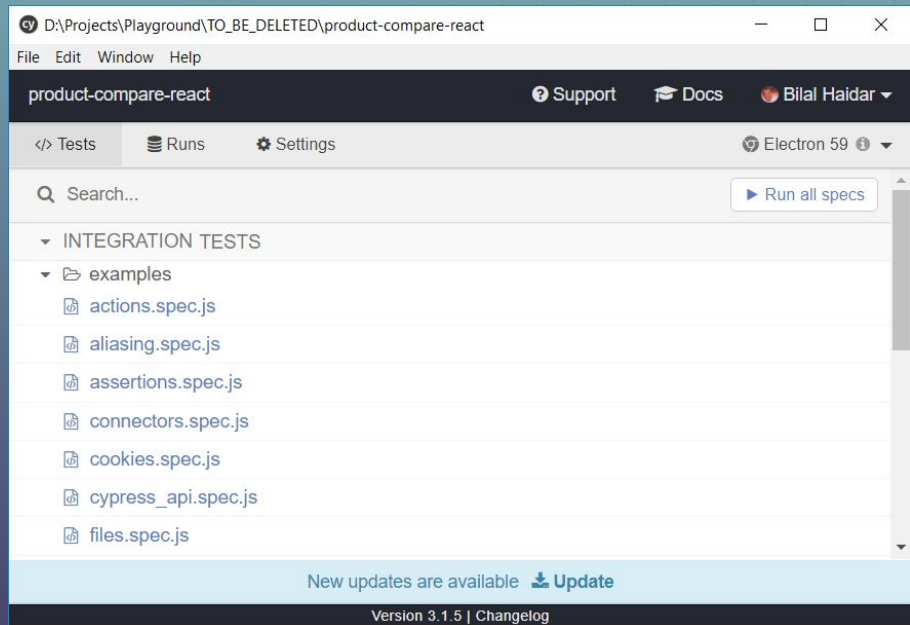 cy D:\Projects\Playground\TO_BE_DELETED\product-compare-react
File Edit Window Help
product-compare-react Support Docs Bilal Haidar
</> Tests Runs Settings Electron 59
Search... Run all specs
INTEGRATION TESTS
examples
actions.spec.js
aliasing.spec.js
assertions.spec.js
connectors.spec.js
cookies.spec.js
cypress_api.spec.js
files.spec.js
New updates are available Update
Version 3.1.5 | Changelog